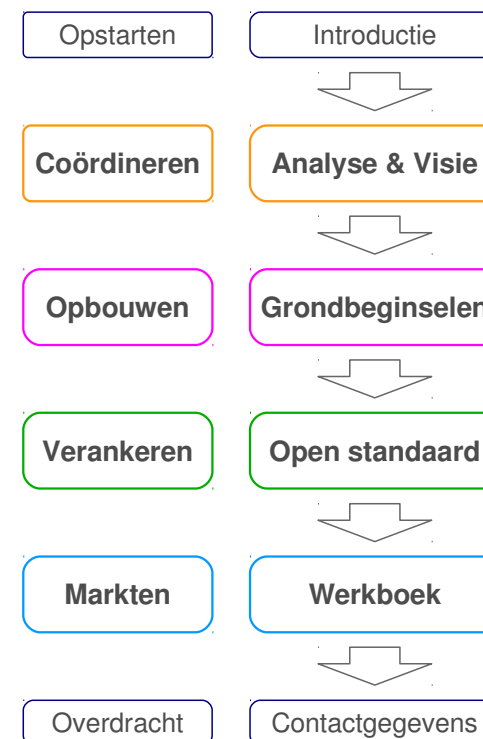 Opstarten
Introductie
Coördineren
Analyse & Visie
Opbouwen
Grondbeginselen
Verankeren
Open standaard
Markten
Werkboek
Overdracht
Contactgegevens